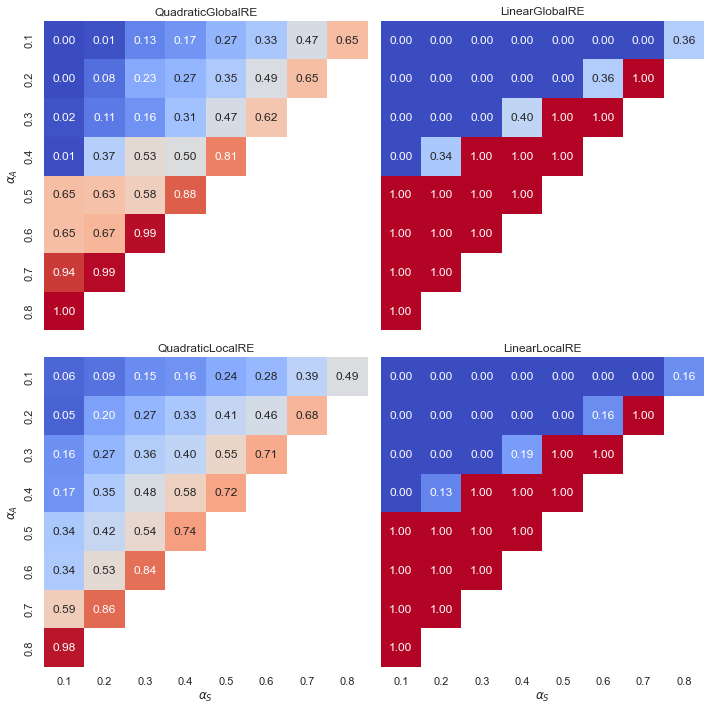 QuadraticGlobalRE
0.1 0.00 0.01 0.13 0.17 0.27 0.33 0.47 0.65
0.2 0.00 0.08 0.23 0.27 0.35 0.49 0.65
0.3 0.02 0.11 0.16 0.31 0.47 0.62
0.4 0.01 0.37 0.53 0.50 0.81
α_A
0.5 0.65 0.63 0.58 0.88
0.6 0.65 0.67 0.99
0.7 0.94 0.99
0.8 1.00
LinearGlobalRE
0.00 0.00 0.00 0.00 0.00 0.00 0.00 0.36
0.00 0.00 0.00 0.00 0.00 0.36 1.00
0.00 0.00 0.00 0.40 1.00 1.00
0.00 0.34 1.00 1.00 1.00
1.00 1.00 1.00 1.00
1.00 1.00 1.00
1.00 1.00
1.00
QuadraticLocalRE
0.1 0.06 0.09 0.15 0.16 0.24 0.28 0.39 0.49
0.2 0.05 0.20 0.27 0.33 0.41 0.46 0.68
0.3 0.16 0.27 0.36 0.40 0.55 0.71
0.4 0.17 0.35 0.48 0.58 0.72
α_A
0.5 0.34 0.42 0.54 0.74
0.6 0.34 0.53 0.84
0.7 0.59 0.86
0.8 0.98
0.1 0.2 0.3 0.4 0.5 0.6 0.7 0.8
α_S
LinearLocalRE
0.00 0.00 0.00 0.00 0.00 0.00 0.00 0.16
0.00 0.00 0.00 0.00 0.00 0.16 1.00
0.00 0.00 0.00 0.19 1.00 1.00
0.00 0.13 1.00 1.00 1.00
1.00 1.00 1.00 1.00
1.00 1.00 1.00
1.00 1.00
1.00
0.1 0.2 0.3 0.4 0.5 0.6 0.7 0.8
α_S